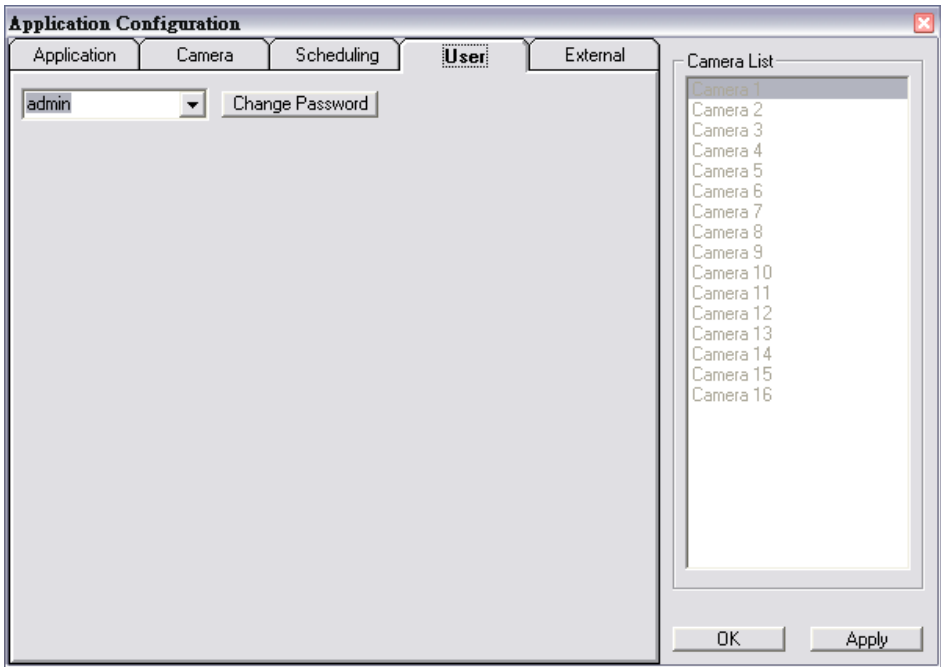 Application Configuration
Application Camera Scheduling User External
admin Change Password
Camera List
Camera 1
Camera 2
Camera 3
Camera 4
Camera 5
Camera 6
Camera 7
Camera 8
Camera 9
Camera 10
Camera 11
Camera 12
Camera 13
Camera 14
Camera 15
Camera 16
OK Apply